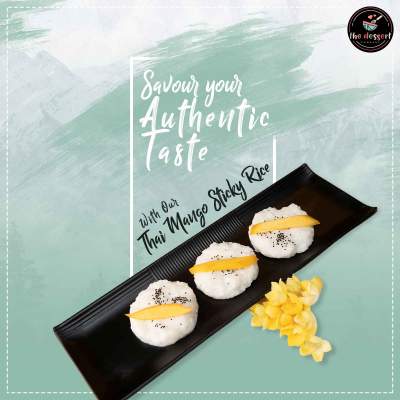 the dessert
Savour your
Authentic
Taste
With Our
Thai Mango Sticky Rice